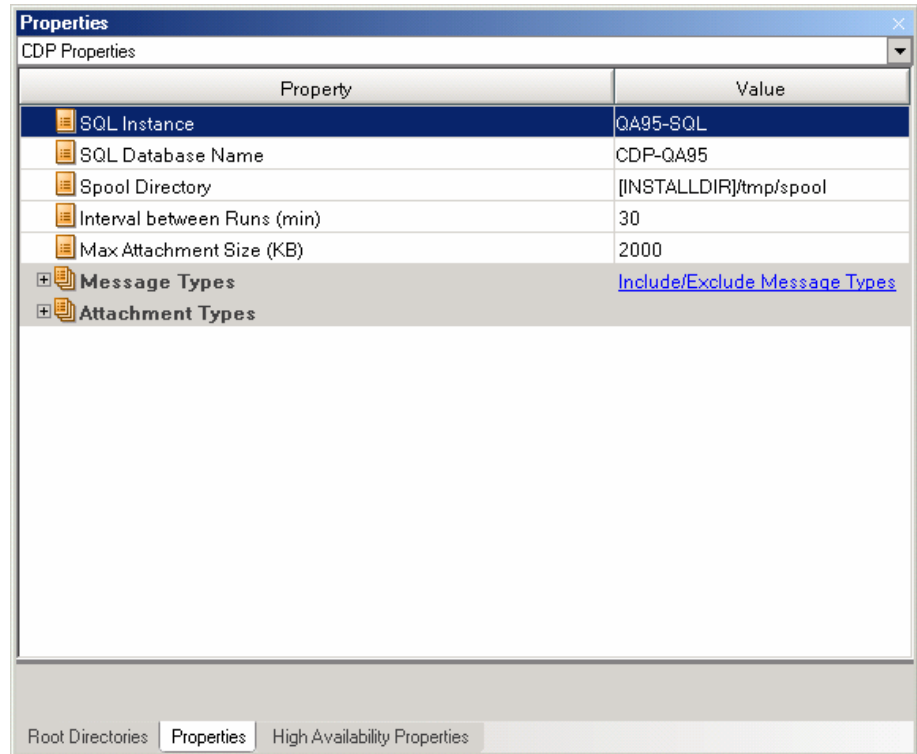 Properties
CDP Properties
Property Value
SQL Instance QA95-SQL
SQL Database Name CDP-QA95
Spool Directory [INSTALLDIR]/tmp/spool
Interval between Runs (min) 30
Max Attachment Size (KB) 2000
Message Types Include/Exclude Message Types
Attachment Types
Root Directories Properties High Availability Properties